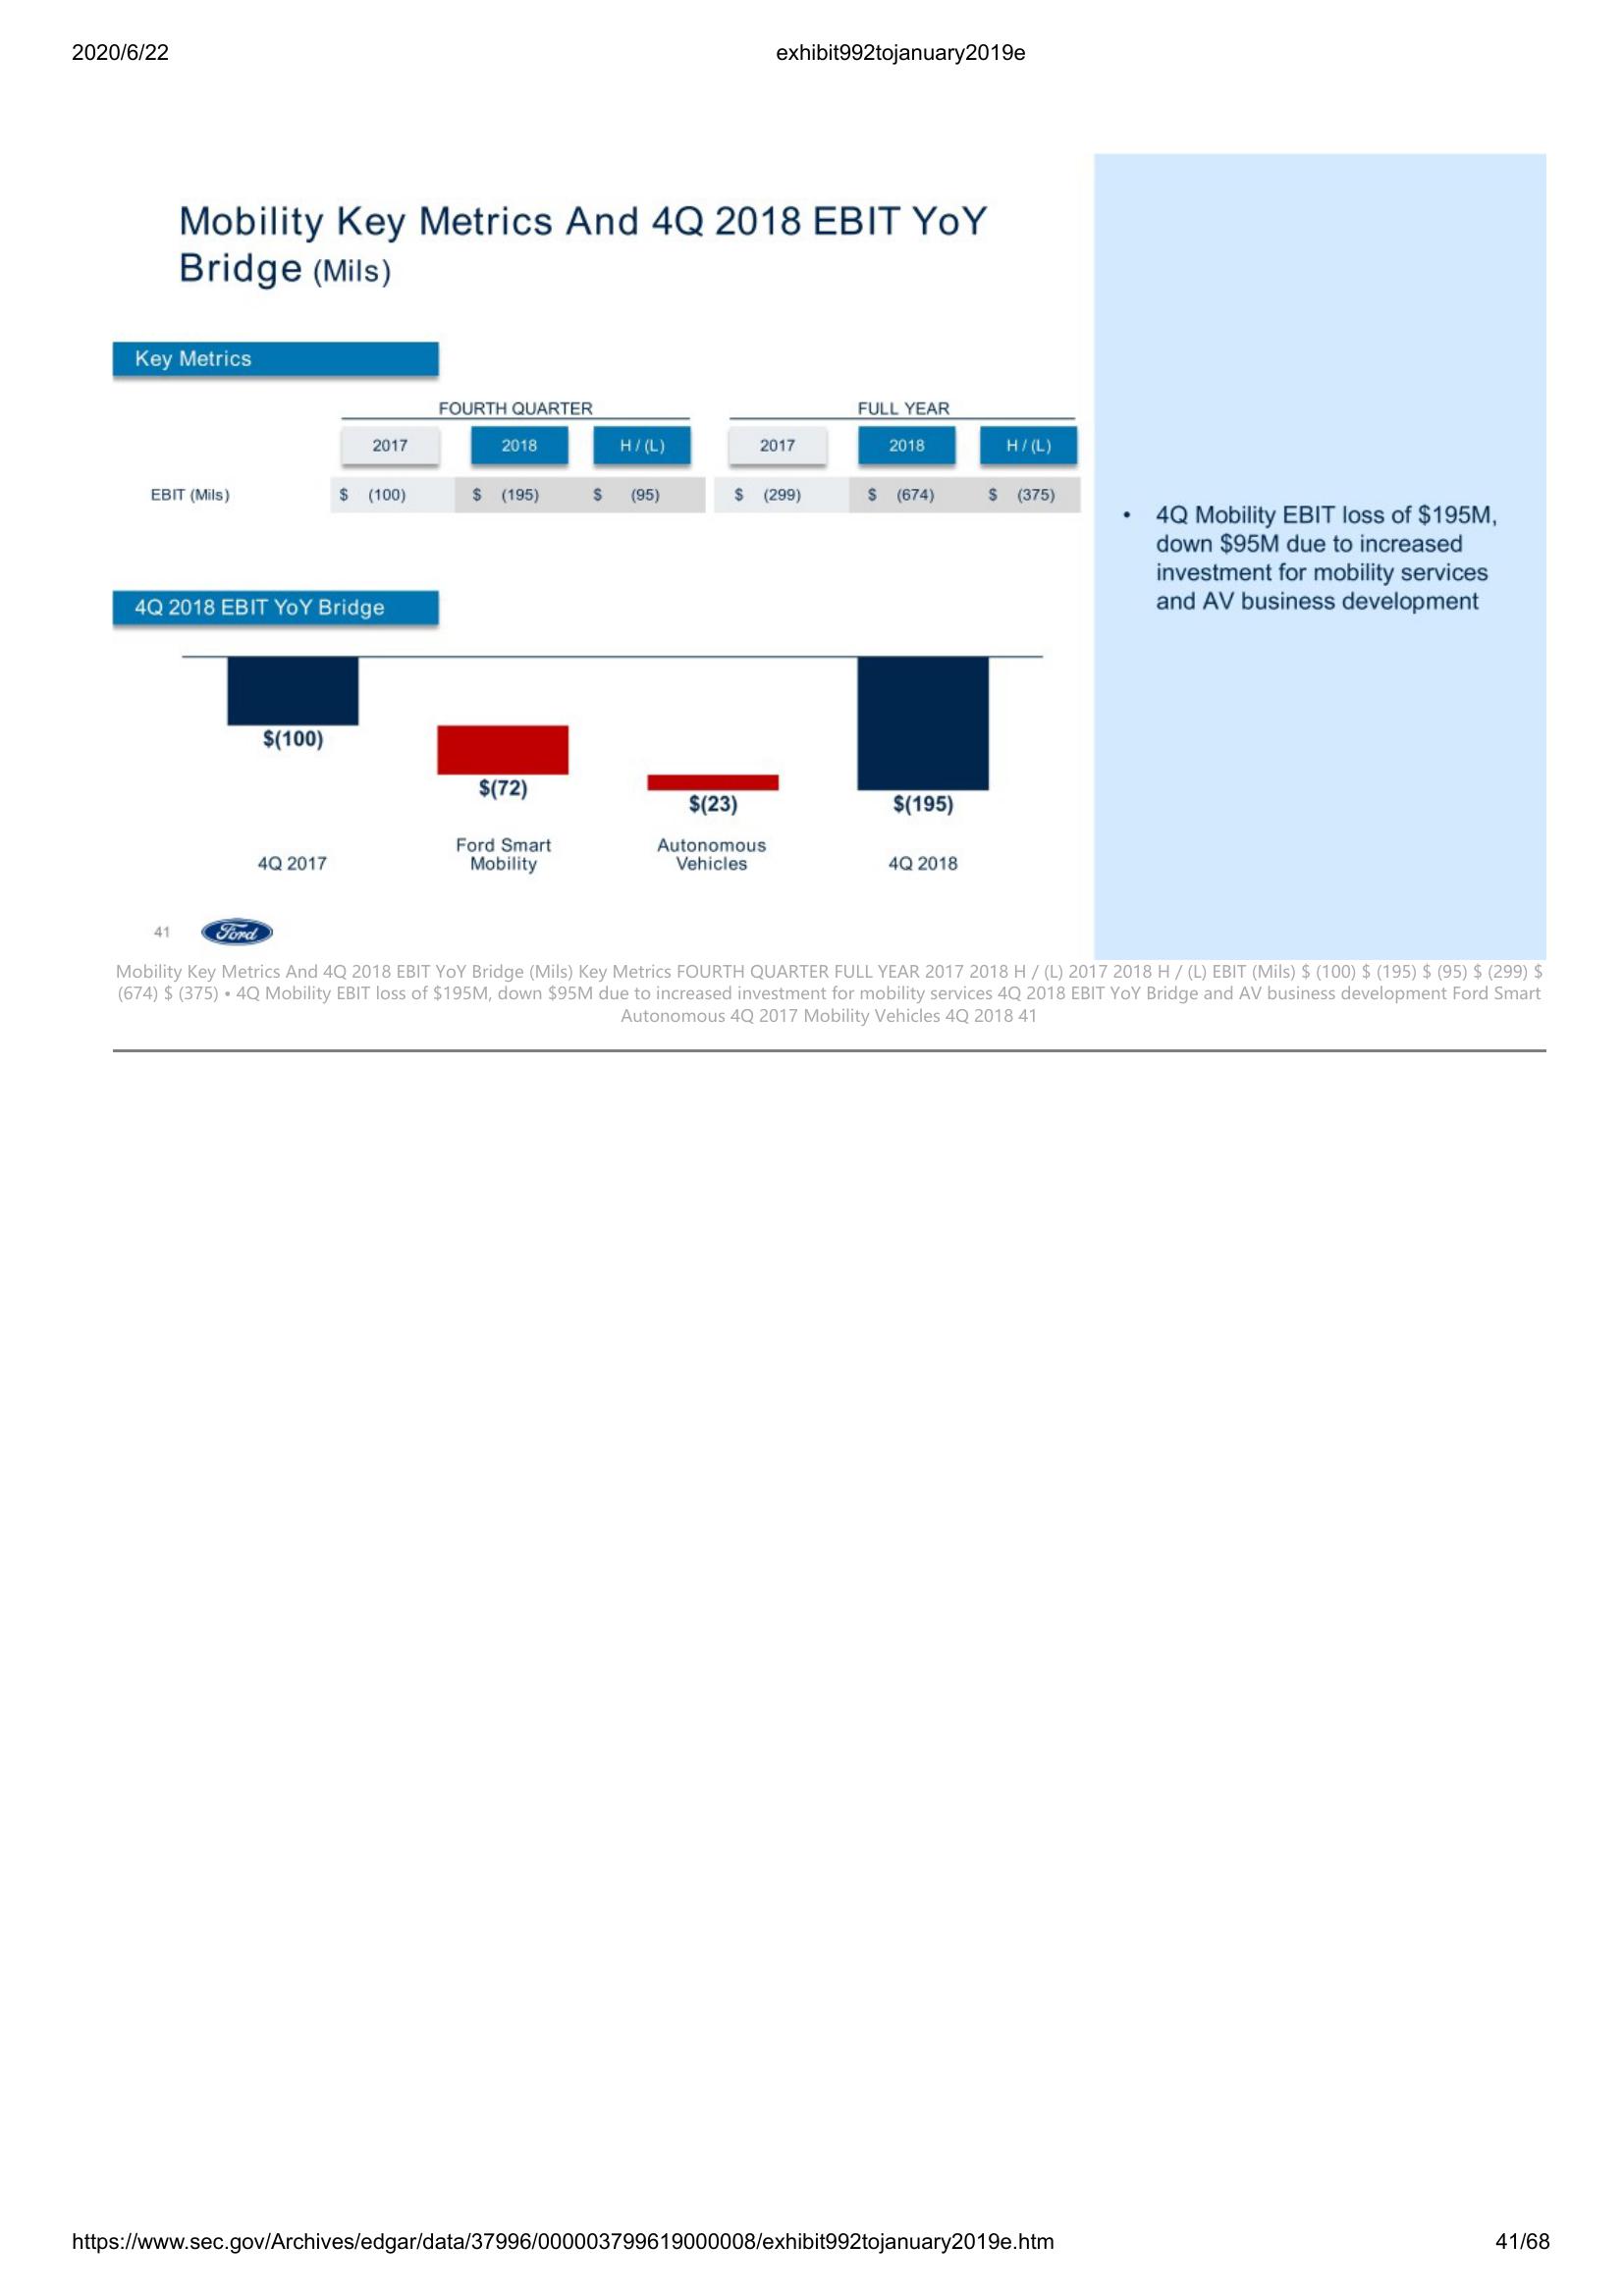 2020/6/22
exhibit992tojanuary2019e
Mobility Key Metrics And 4Q 2018 EBIT YoY
Bridge (Mils)
Key Metrics
FOURTH QUARTER
FULL YEAR
2017
2018
H / (L)
2017
2018
H / (L)
EBIT (Mils)
$ (100)
$ (195)
$ (95)
$ (299)
$ (674)
$ (375)
• 4Q Mobility EBIT loss of $195M,
down $95M due to increased
investment for mobility services
and AV business development
4Q 2018 EBIT YoY Bridge
$(100)
$(72)
$(23)
$(195)
4Q 2017
Ford Smart
Mobility
Autonomous
Vehicles
4Q 2018
41
Ford
Mobility Key Metrics And 4Q 2018 EBIT YoY Bridge (Mils) Key Metrics FOURTH QUARTER FULL YEAR 2017 2018 H / (L) 2017 2018 H / (L) EBIT (Mils) $ (100) $ (195) $ (95) $ (299) $
(674) $ (375) • 4Q Mobility EBIT loss of $195M, down $95M due to increased investment for mobility services 4Q 2018 EBIT YoY Bridge and AV business development Ford Smart
Autonomous 4Q 2017 Mobility Vehicles 4Q 2018 41
https://www.sec.gov/Archives/edgar/data/37996/000003799619000008/exhibit992tojanuary2019e.htm
41/68